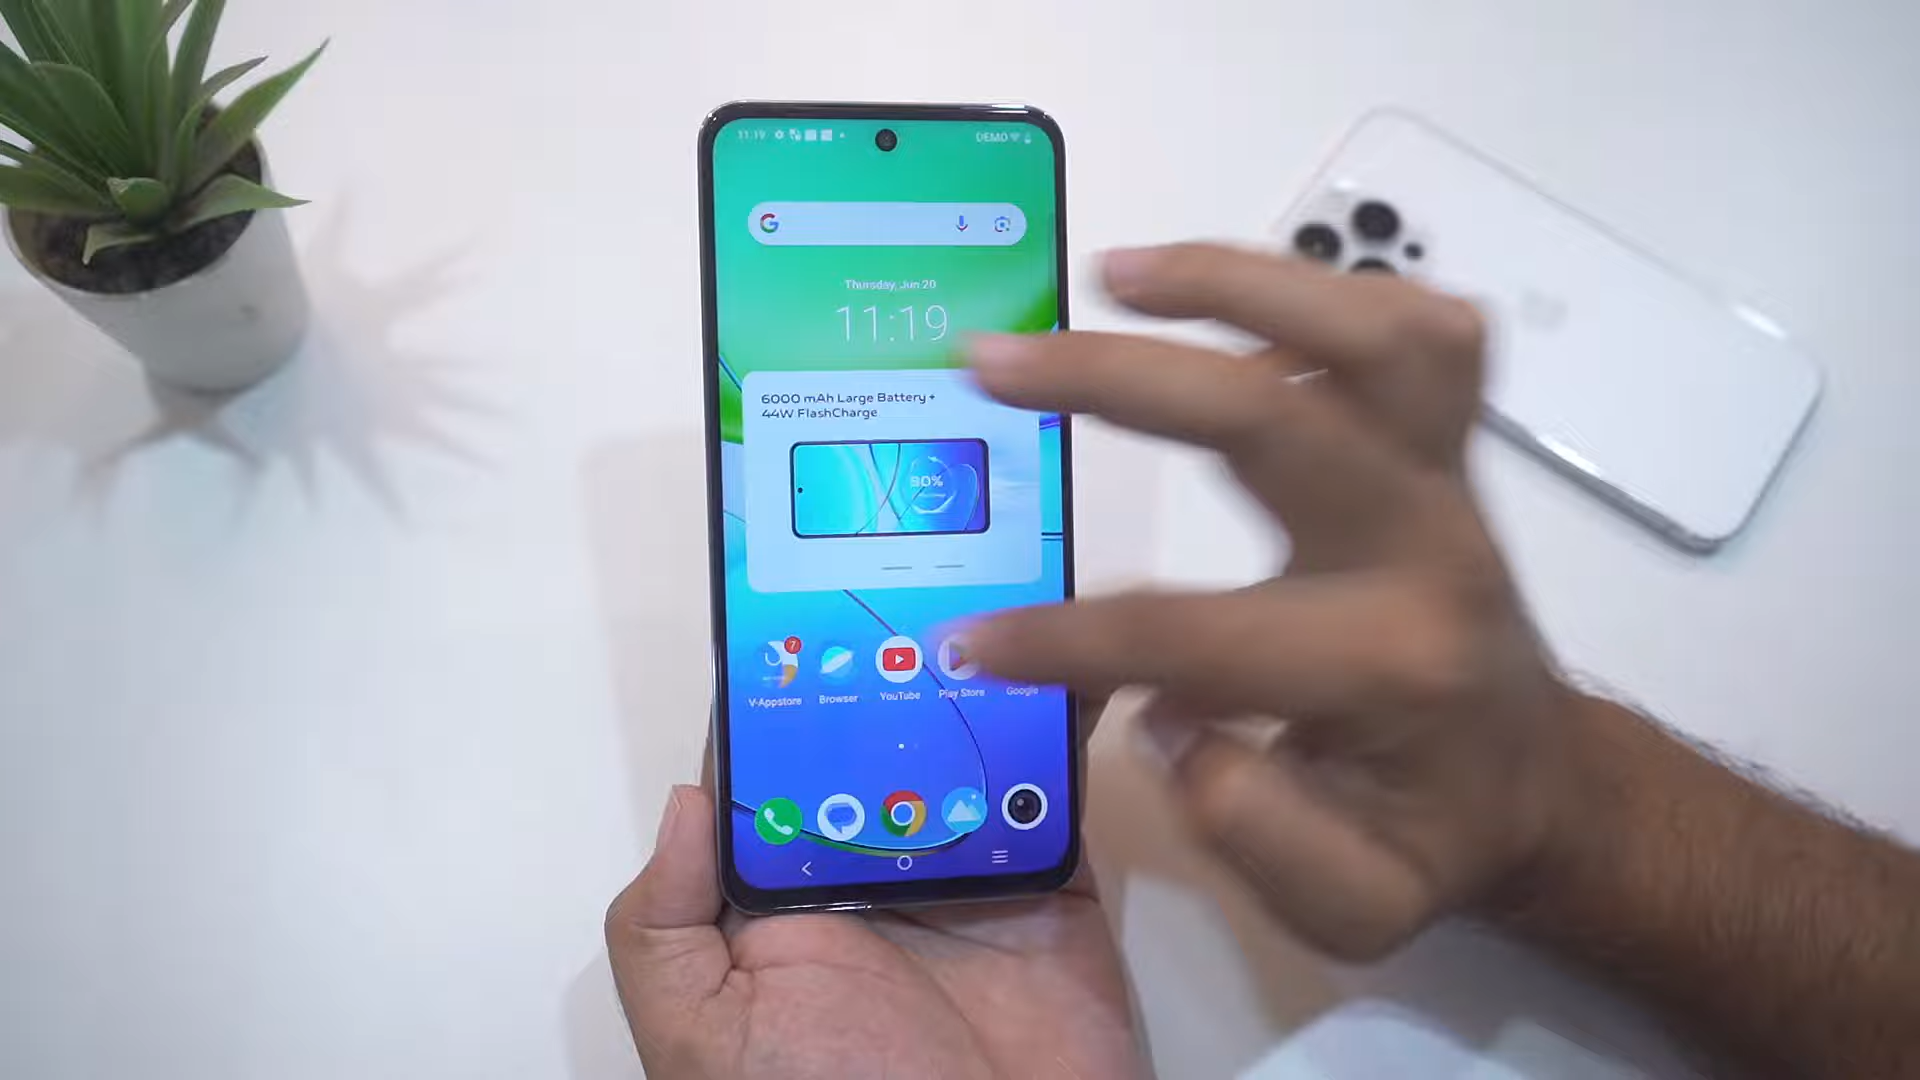 11:19
DEMO
Thursday, Jun 20
11:19
6000 mAh Large Battery +
44W FlashCharge
90%
7
V-Appstore
Browser
YouTube
Play Store
Google